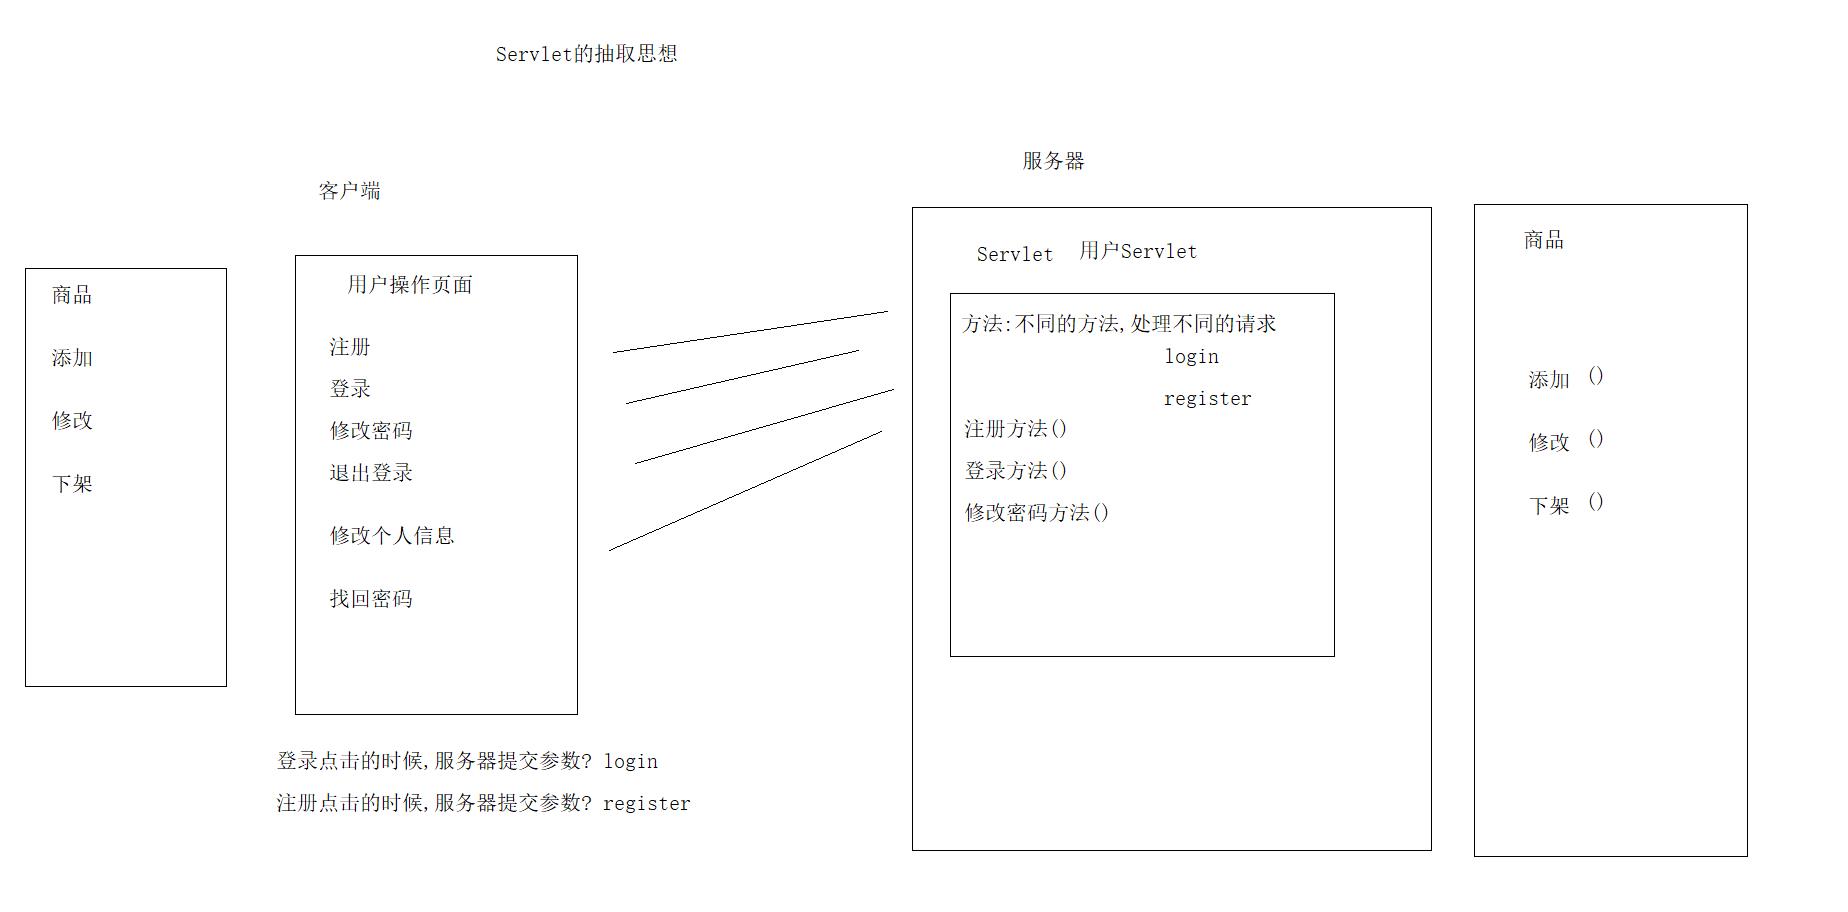 Servlet的抽取思想
客户端
服务器
商品
添加
修改
下架
用户操作页面
注册
登录
修改密码
退出登录
修改个人信息
找回密码
登录点击的时候,服务器提交参数? login
注册点击的时候,服务器提交参数? register
Servlet 用户Servlet
方法:不同的方法,处理不同的请求
login
register
注册方法()
登录方法()
修改密码方法()
商品
添加 ()
修改 ()
下架 ()